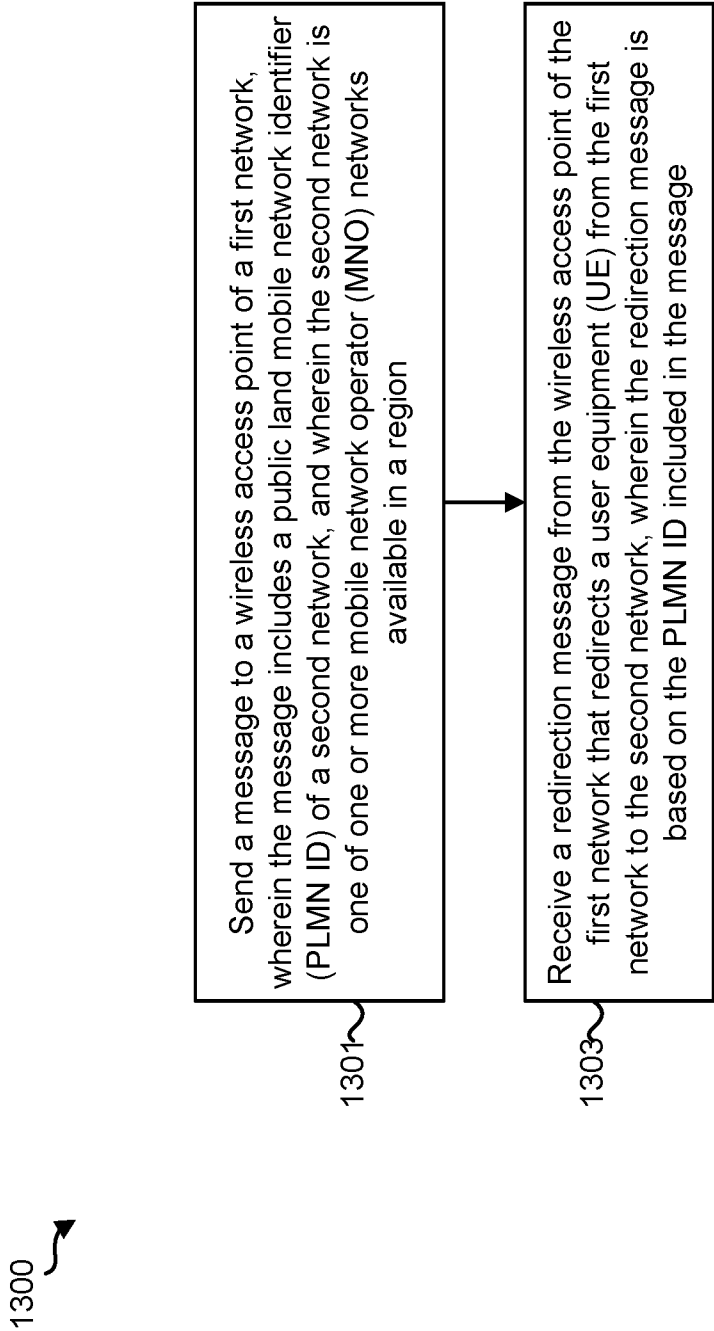 1300
1301
Send a message to a wireless access point of a first network,
wherein the message includes a public land mobile network identifier
(PLMN ID) of a second network, and wherein the second network is
one of one or more mobile network operator (MNO) networks
available in a region
1303
Receive a redirection message from the wireless access point of the
first network that redirects a user equipment (UE) from the first
network to the second network, wherein the redirection message is
based on the PLMN ID included in the message